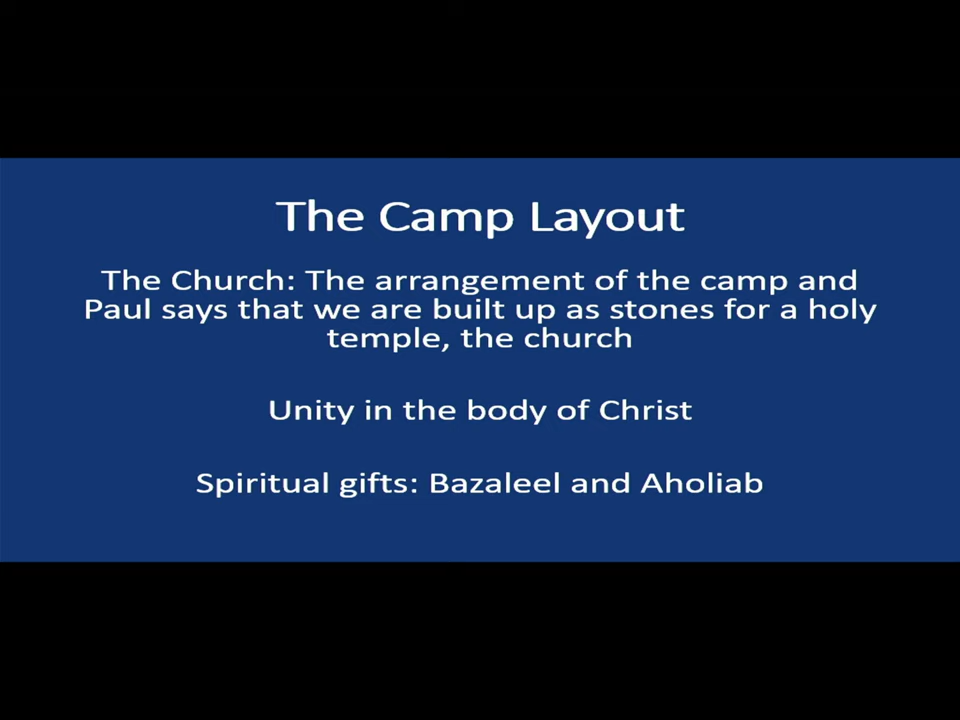 The Camp Layout
The Church: The arrangement of the camp and
Paul says that we are built up as stones for a holy
temple, the church
Unity in the body of Christ
Spiritual gifts: Bazaleel and Aholiab